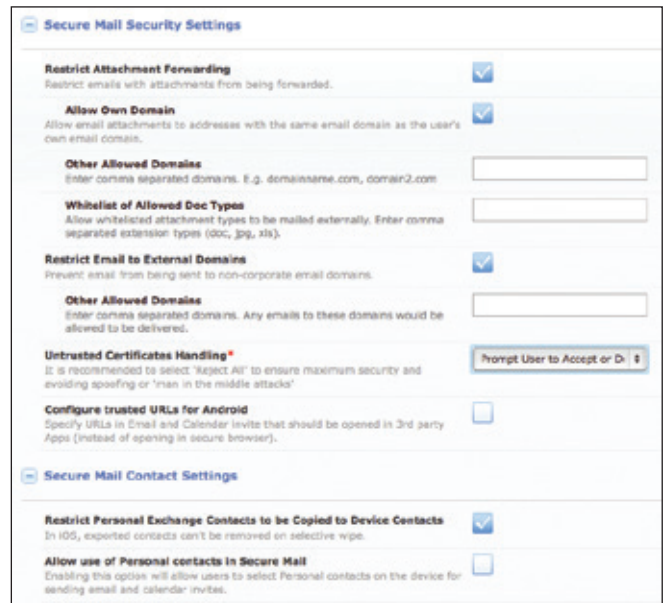 Secure Mail Security Settings
Restrict Attachment Forwarding
Restrict emails with attachments from being forwarded.
Allow Own Domain
Allow email attachments to addresses with the same email domain as the user's
own email domain.
Other Allowed Domains
Enter comma separated domains. E.g. domainname.com, domain2.com
Whitelist of Allowed Doc Types
Allow whitelisted attachment types to be mailed externally. Enter comma
separated extension types (doc, jpg, xls).
Restrict Email to External Domains
Prevent email from being sent to non-corporate email domains.
Other Allowed Domains
Enter comma separated domains. Any emails to these domains would be
allowed to be delivered.
Untrusted Certificates Handling*
Prompt User to Accept or De
It is recommended to select 'Reject All' to ensure maximum security and
avoiding spoofing or 'man in the middle attacks'
Configure trusted URLs for Android
Specify URLs in Email and Calendar invite that should be opened in 3rd party
Apps (instead of opening in secure browser).
Secure Mail Contact Settings
Restrict Personal Exchange Contacts to be Copied to Device Contacts
In iOS, exported contacts can't be removed on selective wipe.
Allow use of Personal contacts in Secure Mail
Enabling this option will allow users to select Personal contacts on the device for
sending email and calendar invites.